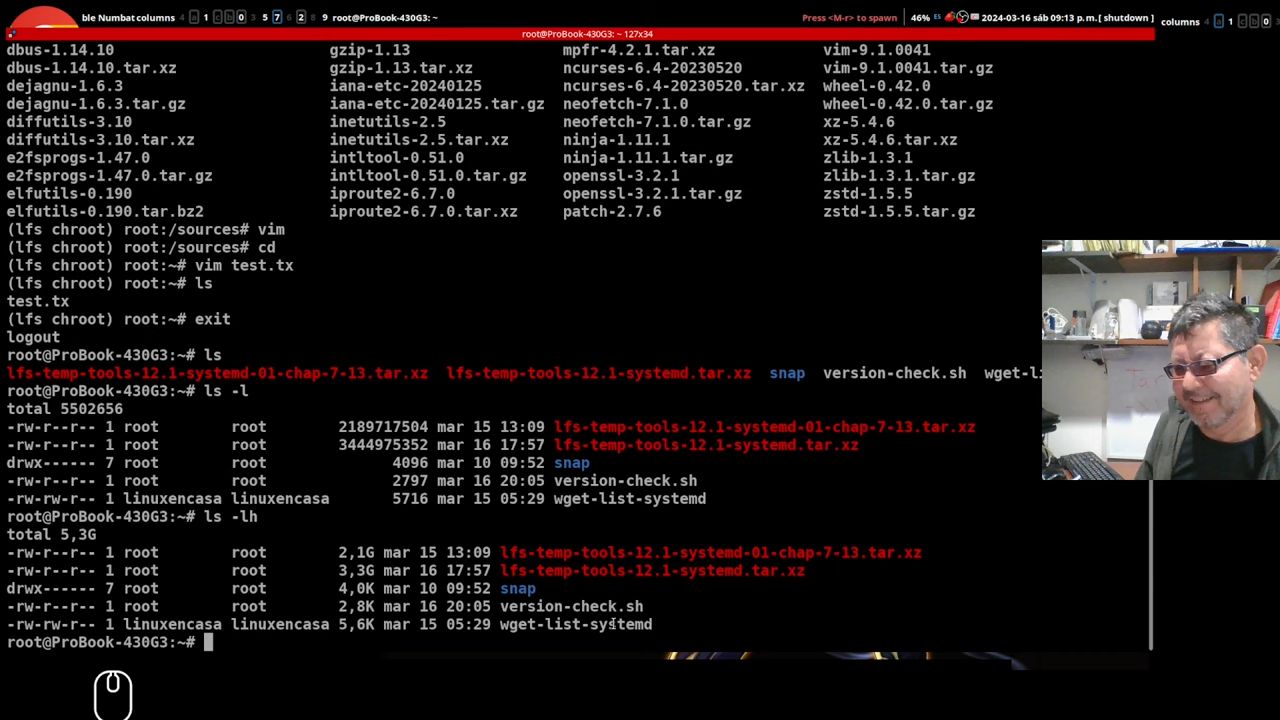 ble Numbat columns 4 a 1 c b 0 3 5 7 6 2 8 9 root@ProBook-430G3: ~ Press <M-r> to spawn 46% ES 2024-03-16 sáb 09:13 p.m. [ shutdown ] columns 4 a 1 c b 0
root@ProBook-430G3: ~ 127x34
dbus-1.14.10 gzip-1.13 mpfr-4.2.1.tar.xz vim-9.1.0041
dbus-1.14.10.tar.xz gzip-1.13.tar.xz ncurses-6.4-20230520 vim-9.1.0041.tar.gz
dejagnu-1.6.3 iana-etc-20240125 ncurses-6.4-20230520.tar.xz wheel-0.42.0
dejagnu-1.6.3.tar.gz iana-etc-20240125.tar.gz neofetch-7.1.0 wheel-0.42.0.tar.gz
diffutils-3.10 inetutils-2.5 neofetch-7.1.0.tar.gz xz-5.4.6
diffutils-3.10.tar.xz inetutils-2.5.tar.xz ninja-1.11.1 xz-5.4.6.tar.xz
e2fsprogs-1.47.0 intltool-0.51.0 ninja-1.11.1.tar.gz zlib-1.3.1
e2fsprogs-1.47.0.tar.gz intltool-0.51.0.tar.gz openssl-3.2.1 zlib-1.3.1.tar.gz
elfutils-0.190 iproute2-6.7.0 openssl-3.2.1.tar.gz zstd-1.5.5
elfutils-0.190.tar.bz2 iproute2-6.7.0.tar.xz patch-2.7.6 zstd-1.5.5.tar.gz
(lfs chroot) root:/sources# vim
(lfs chroot) root:/sources# cd
(lfs chroot) root:~# vim test.tx
(lfs chroot) root:~# ls
test.tx
(lfs chroot) root:~# exit
logout
root@ProBook-430G3:~# ls
lfs-temp-tools-12.1-systemd-01-chap-7-13.tar.xz lfs-temp-tools-12.1-systemd.tar.xz snap version-check.sh wget-li
root@ProBook-430G3:~# ls -l
total 5502656
-rw-r--r-- 1 root root 2189717504 mar 15 13:09 lfs-temp-tools-12.1-systemd-01-chap-7-13.tar.xz
-rw-r--r-- 1 root root 3444975352 mar 16 17:57 lfs-temp-tools-12.1-systemd.tar.xz
drwx------ 7 root root 4096 mar 10 09:52 snap
-rw-r--r-- 1 root root 2797 mar 16 20:05 version-check.sh
-rw-rw-r-- 1 linuxencasa linuxencasa 5716 mar 15 05:29 wget-list-systemd
root@ProBook-430G3:~# ls -lh
total 5,3G
-rw-r--r-- 1 root root 2,1G mar 15 13:09 lfs-temp-tools-12.1-systemd-01-chap-7-13.tar.xz
-rw-r--r-- 1 root root 3,3G mar 16 17:57 lfs-temp-tools-12.1-systemd.tar.xz
drwx------ 7 root root 4,0K mar 10 09:52 snap
-rw-r--r-- 1 root root 2,8K mar 16 20:05 version-check.sh
-rw-rw-r-- 1 linuxencasa linuxencasa 5,6K mar 15 05:29 wget-list-systemd
root@ProBook-430G3:~#